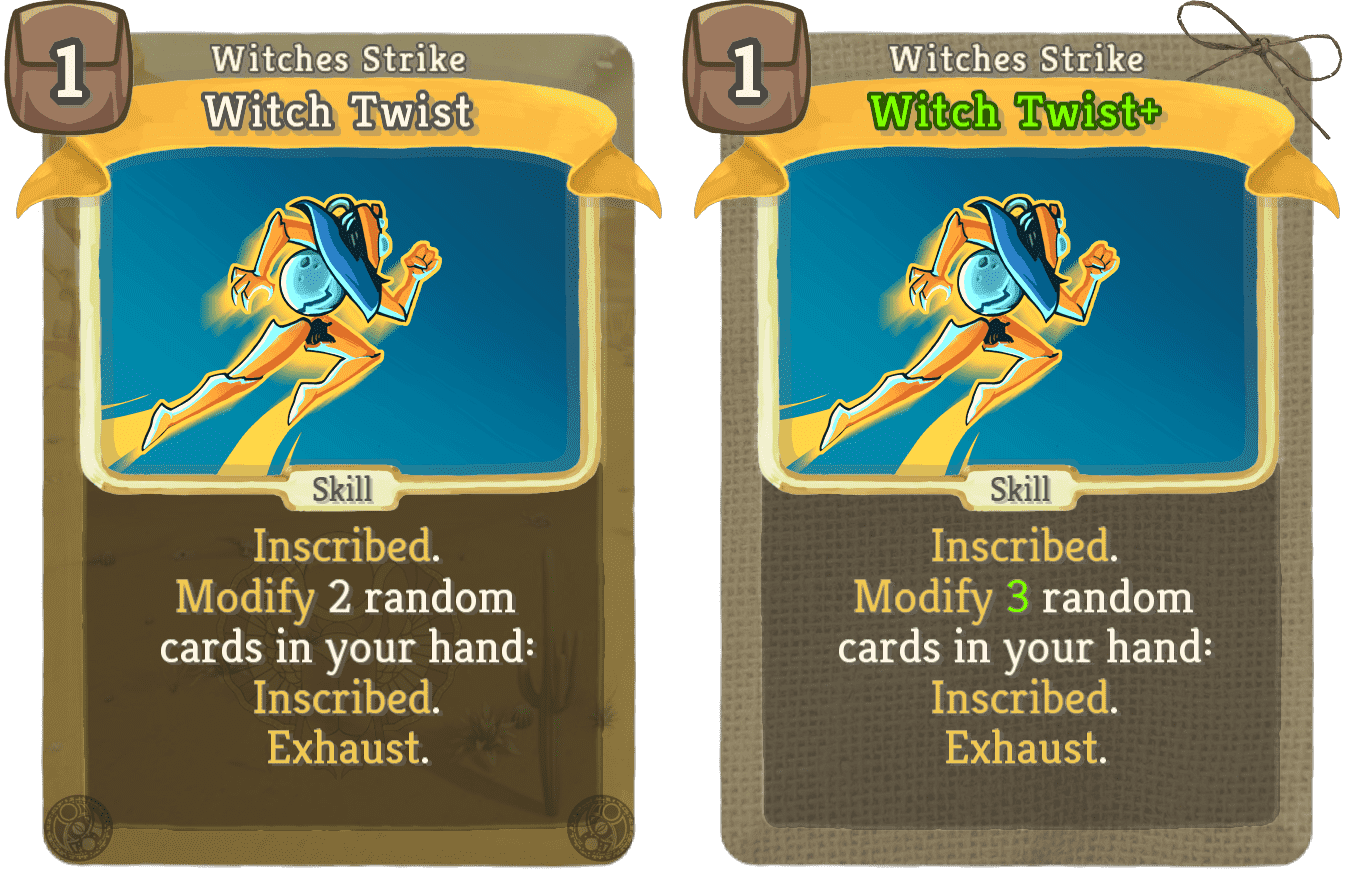 1
Witches Strike
Witch Twist
Skill
Inscribed.
Modify 2 random
cards in your hand:
Inscribed.
Exhaust.
1
Witches Strike
Witch Twist+
Skill
Inscribed.
Modify 3 random
cards in your hand:
Inscribed.
Exhaust.